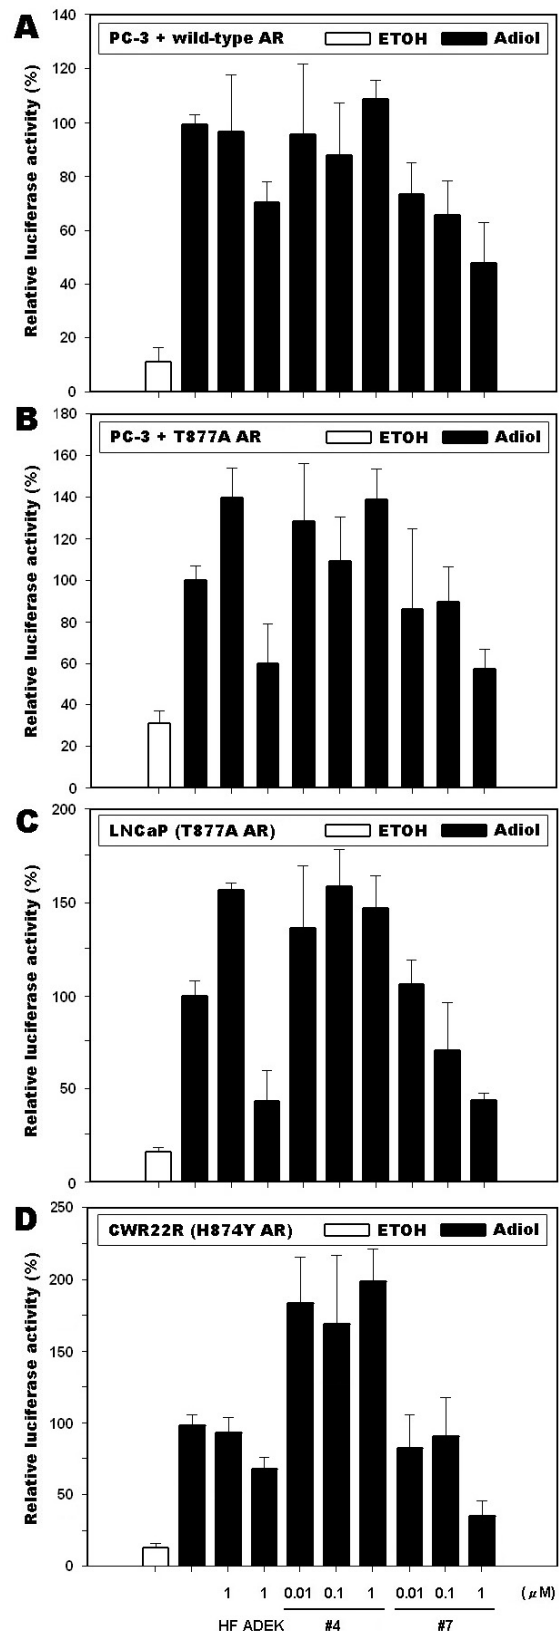 A
PC-3 + wild-type AR ETOH Adiol
Relative luciferase activity (%)
140
120
100
80
60
40
20
0
B
PC-3 + T877A AR ETOH Adiol
Relative luciferase activity (%)
180
160
140
120
100
80
60
40
20
0
C
LNCaP (T877A AR) ETOH Adiol
Relative luciferase activity (%)
200
150
100
50
0
D
CWR22R (H874Y AR) ETOH Adiol
Relative luciferase activity (%)
250
200
150
100
50
0
1 1 0.01 0.1 1 0.01 0.1 1 (μM)
HF ADEK #4 #7